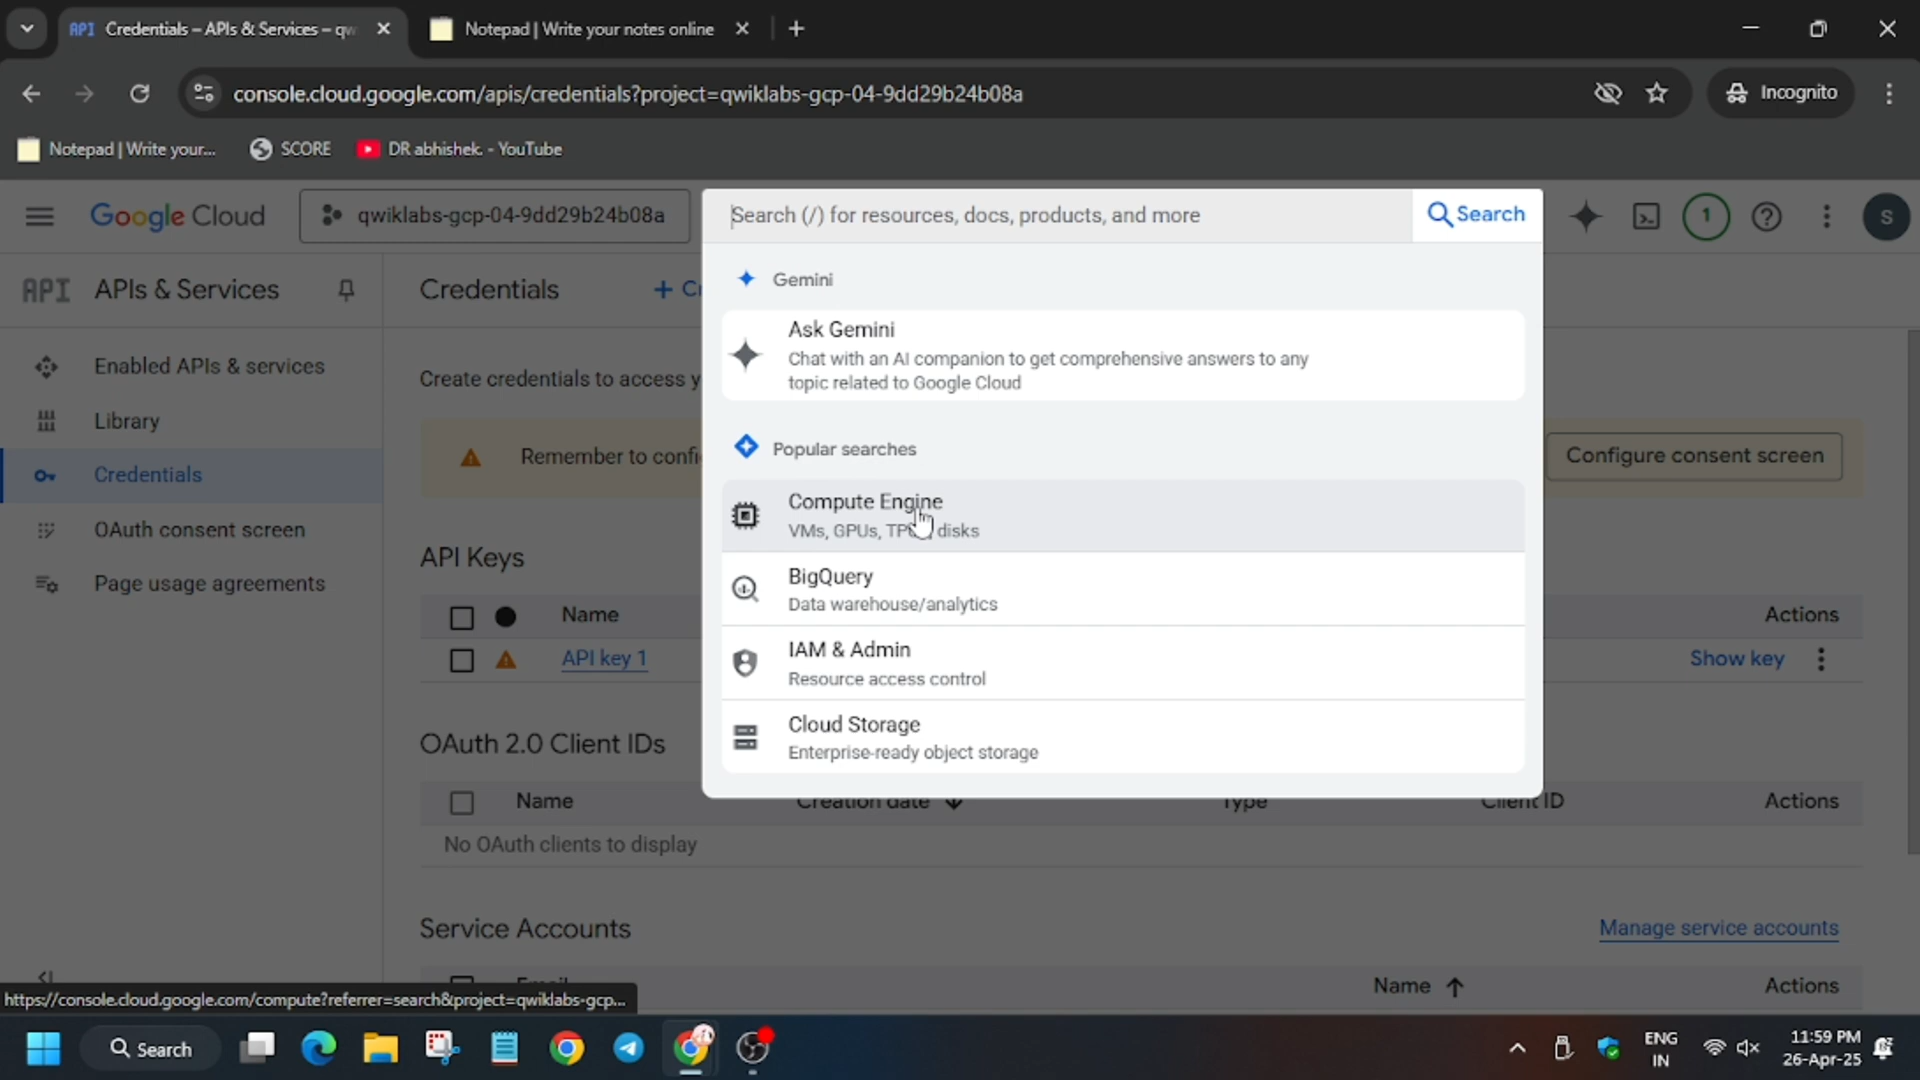 API Credentials – APIs & Services – qw
Notepad | Write your notes online
console.cloud.google.com/apis/credentials?project=qwiklabs-gcp-04-9dd29b24b08a
Incognito
Notepad | Write your...
SCORE
DR abhishek. - YouTube
Google Cloud
qwiklabs-gcp-04-9dd29b24b08a
Search (/) for resources, docs, products, and more
Search
1
S
API APIs & Services
Credentials
+ Cr
Gemini
Ask Gemini
Chat with an AI companion to get comprehensive answers to any
topic related to Google Cloud
Enabled APIs & services
Library
Credentials
OAuth consent screen
Page usage agreements
Create credentials to access y
Remember to confi
Configure consent screen
Popular searches
Compute Engine
VMs, GPUs, disks
BigQuery
Data warehouse/analytics
IAM & Admin
Resource access control
Cloud Storage
Enterprise-ready object storage
API Keys
Name
Actions
API key 1
Show key
OAuth 2.0 Client IDs
Name
Creation date
Type
Client ID
Actions
No OAuth clients to display
Service Accounts
Manage service accounts
Email
Name
Actions
https://console.cloud.google.com/compute?referrer=search&project=qwiklabs-gcp...
Search
ENG
IN
11:59 PM
26-Apr-25